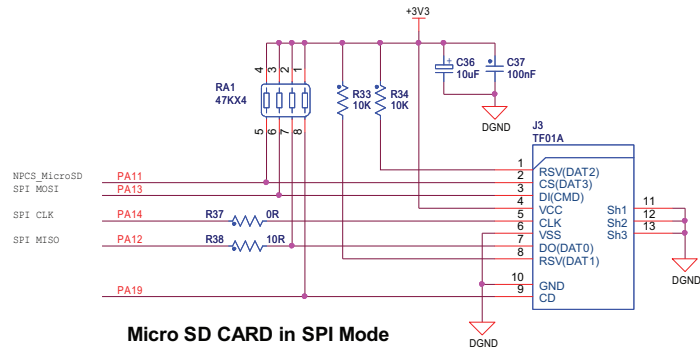 +3V3
C36
10uF
C37
100nF
DGND
4 3 2 1
RA1
47KX4
5 6 7 8
R33
10K
R34
10K
J3
TF01A
NPCS_MicroSD PA11
SPI MOSI PA13
SPI CLK PA14 R37 0R
SPI MISO PA12 R38 10R
PA19
1 RSV(DAT2)
2 CS(DAT3)
3 DI(CMD)
4 VCC
5 CLK
6 VSS
7 DO(DAT0)
8 RSV(DAT1)
10 GND
9 CD
Sh1 11
Sh2 12
Sh3 13
DGND
DGND
Micro SD CARD in SPI Mode